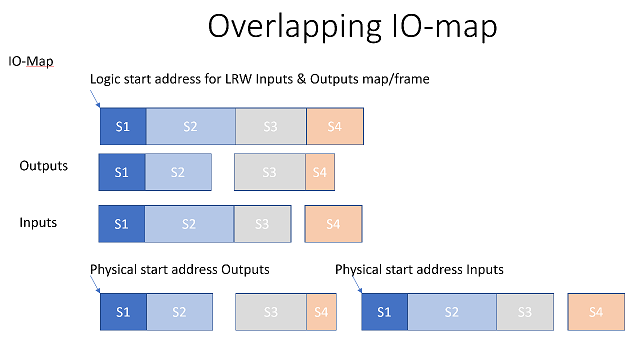 Overlapping IO-map
IO-Map
Logic start address for LRW Inputs & Outputs map/frame
S1 S2 S3 S4
Outputs
S1 S2 S3 S4
Inputs
S1 S2 S3 S4
Physical start address Outputs
Physical start address Inputs
S1 S2 S3 S4 S1 S2 S3 S4